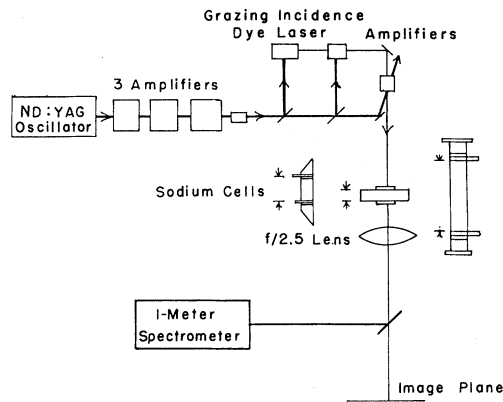 Grazing Incidence
Dye Laser
Amplifiers
3 Amplifiers
ND:YAG
Oscillator
Sodium Cells
f/2.5 Lens
1-Meter
Spectrometer
Image Plane